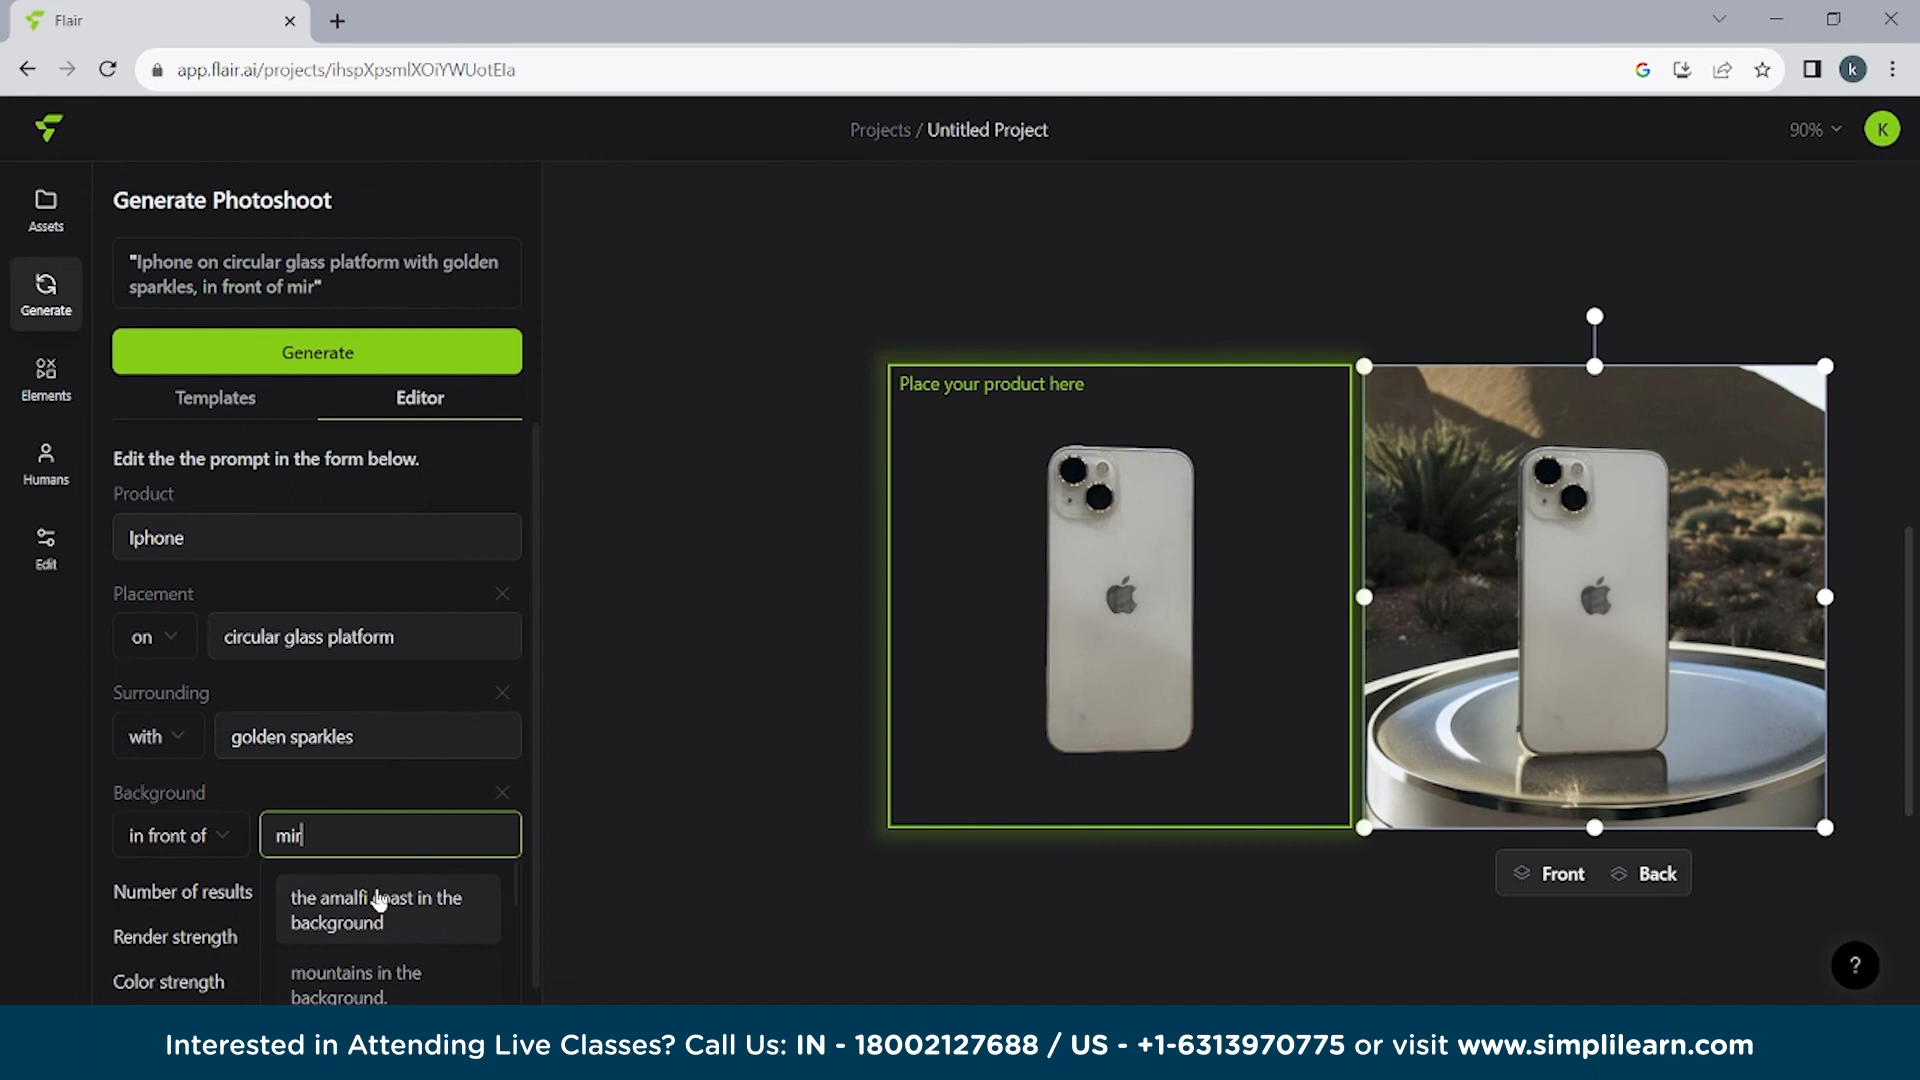 Flair
app.flair.ai/projects/ihspXpsmlXOiYWUotEla
k
Projects / Untitled Project
90%
K
Assets
Generate
Elements
Humans
Edit
Generate Photoshoot
"Iphone on circular glass platform with golden
sparkles, in front of mir"
Generate
Templates
Editor
Edit the the prompt in the form below.
Product
Iphone
Placement
on
circular glass platform
Surrounding
with
golden sparkles
Background
in front of
mir
Number of results
the amalfi coast in the
background
Render strength
mountains in the
background.
Color strength
Place your product here
Front
Back
?
Interested in Attending Live Classes? Call Us: IN - 18002127688 / US - +1-6313970775 or visit www.simplilearn.com